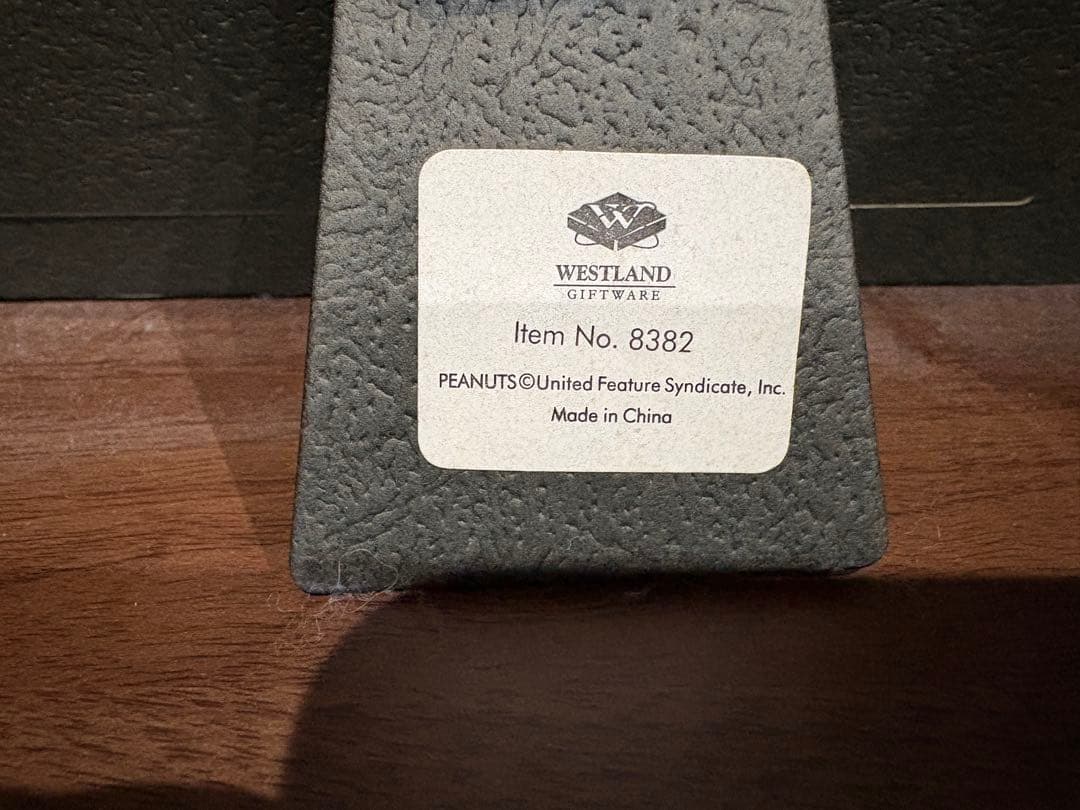 W
WESTLAND
GIFTWARE
Item No. 8382
PEANUTS©United Feature Syndicate, Inc.
Made in China